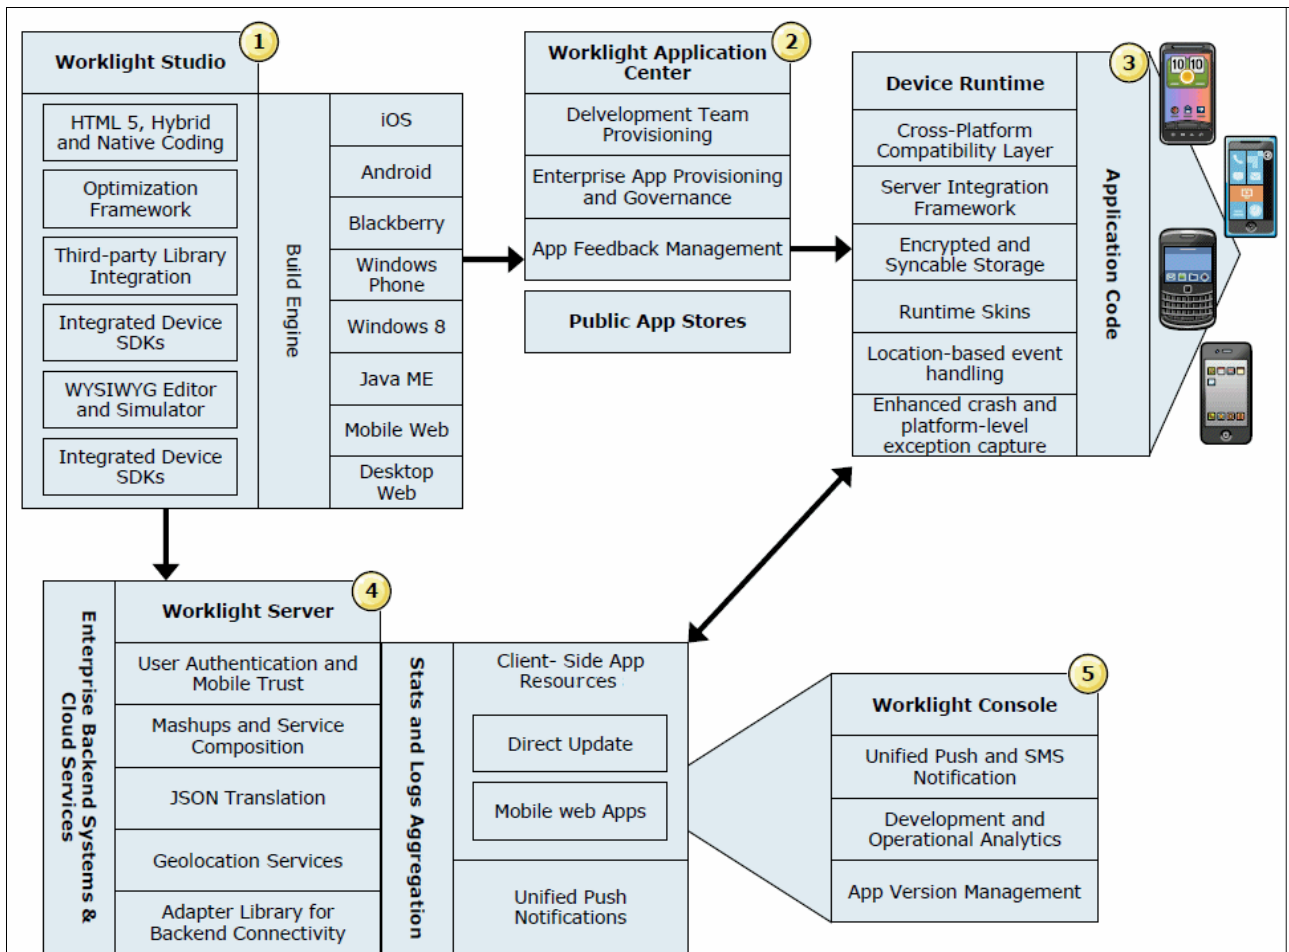 1
Worklight Studio
HTML 5, Hybrid
and Native Coding
Optimization
Framework
Third-party Library
Integration
Integrated Device
SDKs
WYSIWYG Editor
and Simulator
Integrated Device
SDKs
Build Engine
iOS
Android
Blackberry
Windows
Phone
Windows 8
Java ME
Mobile Web
Desktop
Web
2
Worklight Application
Center
Delvelopment Team
Provisioning
Enterprise App Provisioning
and Governance
App Feedback Management
Public App Stores
3
Device Runtime
Cross-Platform
Compatibility Layer
Server Integration
Framework
Encrypted and
Syncable Storage
Runtime Skins
Location-based event
handling
Enhanced crash and
platform-level
exception capture
Application Code
10 10
4
Enterprise Backend Systems &
Cloud Services
Worklight Server
User Authentication and
Mobile Trust
Mashups and Service
Composition
JSON Translation
Geolocation Services
Adapter Library for
Backend Connectivity
Stats and Logs Aggregation
Client- Side App
Resources
Direct Update
Mobile web Apps
Unified Push
Notifications
5
Worklight Console
Unified Push and SMS
Notification
Development and
Operational Analytics
App Version Management